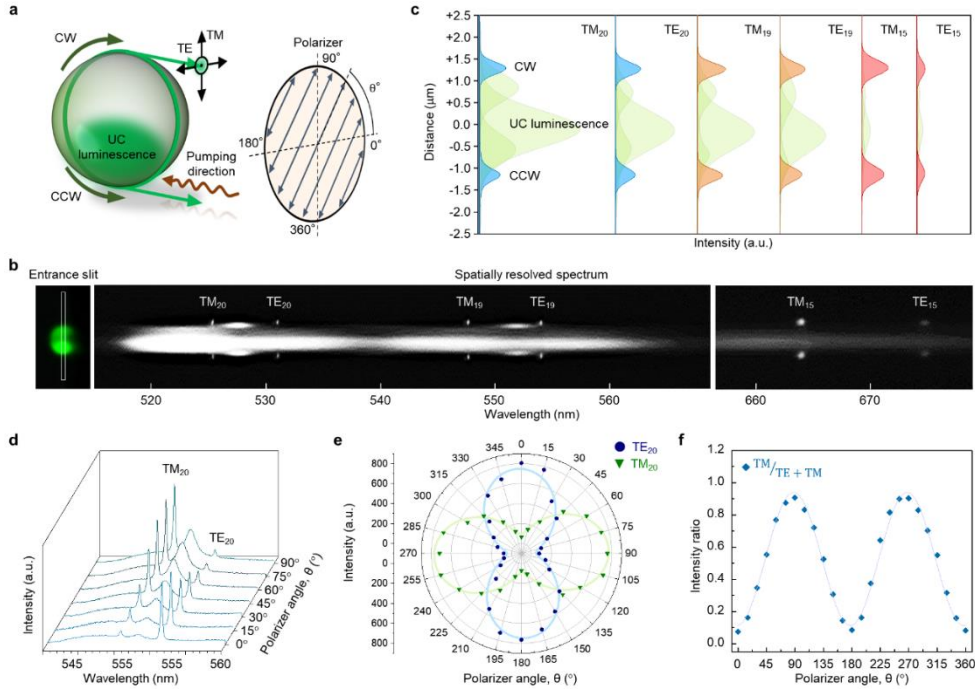 a
CW
TE
TM
UC
luminescence
Pumping
direction
CCW
Polarizer
90°
θ°
180°
0°
360°
c
Distance (μm)
+2.5
+2.0
+1.5
+1.0
+0.5
0.0
-0.5
-1.0
-1.5
-2.0
-2.5
TM20 TE20 TM19 TE19 TM15 TE15
CW
UC luminescence
CCW
Intensity (a.u.)
b
Entrance slit
Spatially resolved spectrum
TM20 TE20 TM19 TE19 TM15 TE15
520 530 540 550 560 660 670
Wavelength (nm)
d
TM20
TE20
Intensity (a.u.)
90°
75°
60°
45°
30°
15°
0°
Polarizer angle, θ (°)
545 555 555 560
Wavelength (nm)
e
TE20
TM20
Intensity (a.u.)
800
600
400
200
0
0
200
400
600
800
0 15 30 45 60 75 90 105 120 135 150 165 180 195 210 225 240 255 270 285 300 315 330 345
Polarizer angle, θ (°)
f
TM/TE + TM
Intensity ratio
1.2
1.0
0.8
0.6
0.4
0.2
0.0
0 45 90 135 180 225 270 315 360
Polarizer angle, θ (°)